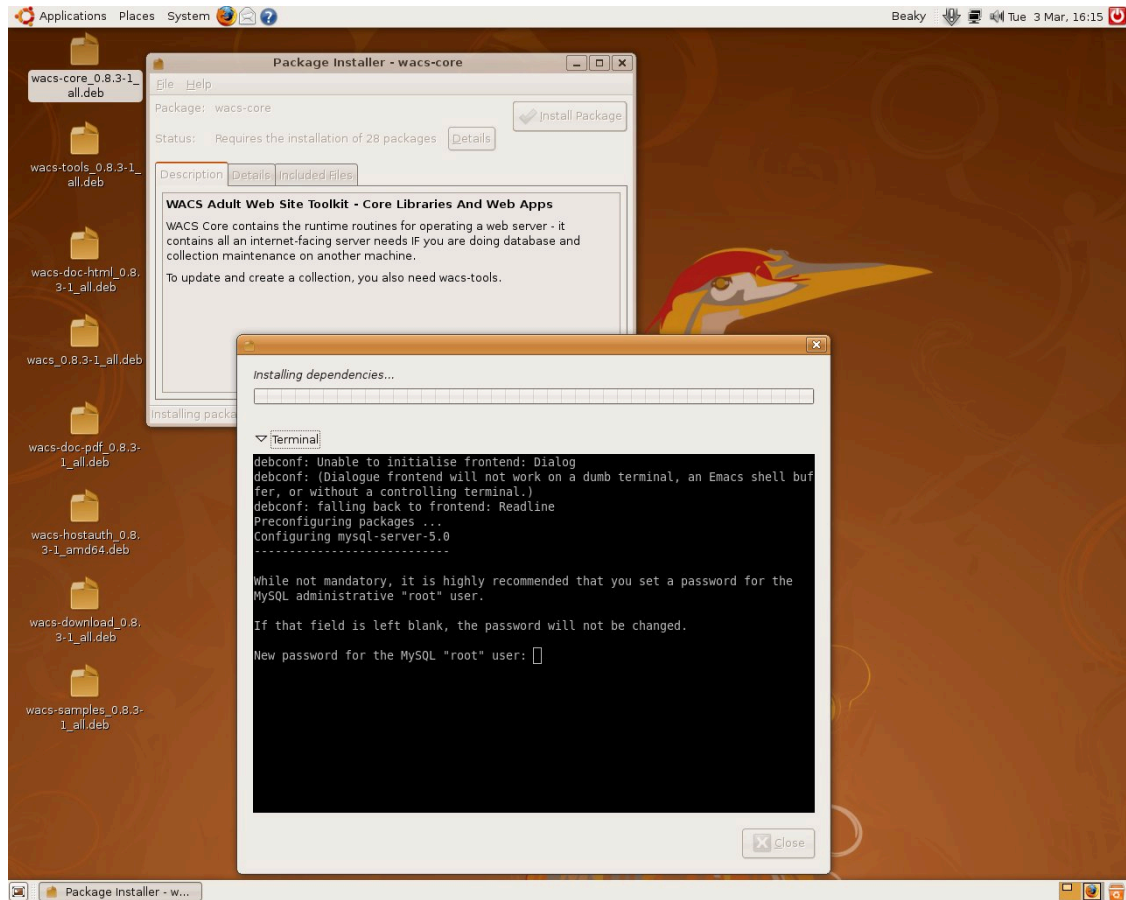 Applications Places System
Beaky
Tue 3 Mar, 16:15
wacs-core_0.8.3-1_
all.deb
wacs-tools_0.8.3-1_
all.deb
wacs-doc-html_0.8.
3-1_all.deb
wacs_0.8.3-1_all.deb
wacs-doc-pdf_0.8.3-
1_all.deb
wacs-hostauth_0.8.
3-1_amd64.deb
wacs-download_0.8.
3-1_all.deb
wacs-samples_0.8.3-
1_all.deb
Package Installer - wacs-core
File Help
Package: wacs-core
Install Package
Status: Requires the installation of 28 packages Details
Description Details Included Files
WACS Adult Web Site Toolkit - Core Libraries And Web Apps
WACS Core contains the runtime routines for operating a web server - it
contains all an internet-facing server needs IF you are doing database and
collection maintenance on another machine.
To update and create a collection, you also need wacs-tools.
Installing packa
Installing dependencies...
Terminal
debconf: Unable to initialise frontend: Dialog
debconf: (Dialogue frontend will not work on a dumb terminal, an Emacs shell buf
fer, or without a controlling terminal.)
debconf: falling back to frontend: Readline
Preconfiguring packages ...
Configuring mysql-server-5.0
----------------------------
While not mandatory, it is highly recommended that you set a password for the
MySQL administrative "root" user.
If that field is left blank, the password will not be changed.
New password for the MySQL "root" user:
Close
Package Installer - w...